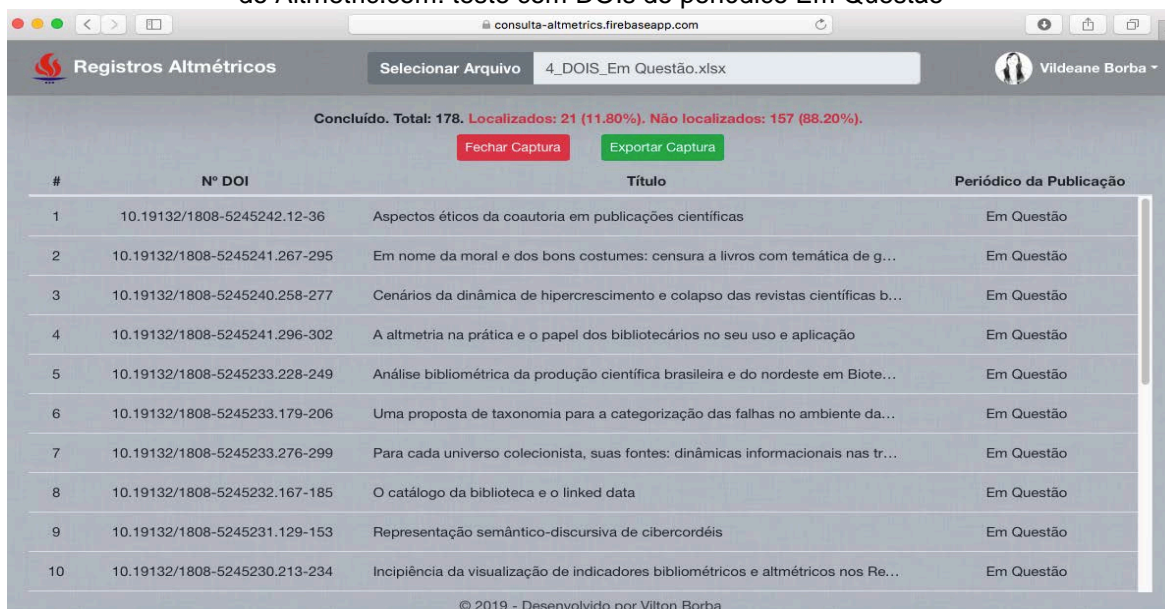 do Altmetric.com: teste com DOIs do periódico Em Questão
consulta-altmetrics.firebaseapp.com
Registros Altmétricos Selecionar Arquivo 4_DOIS_Em Questão.xlsx Vildeane Borba
Concluído. Total: 178. Localizados: 21 (11.80%). Não localizados: 157 (88.20%).
Fechar Captura Exportar Captura
# Nº DOI Título Periódico da Publicação
1 10.19132/1808-5245242.12-36 Aspectos éticos da coautoria em publicações científicas Em Questão
2 10.19132/1808-5245241.267-295 Em nome da moral e dos bons costumes: censura a livros com temática de g... Em Questão
3 10.19132/1808-5245240.258-277 Cenários da dinâmica de hipercrescimento e colapso das revistas científicas b... Em Questão
4 10.19132/1808-5245241.296-302 A altmetria na prática e o papel dos bibliotecários no seu uso e aplicação Em Questão
5 10.19132/1808-5245233.228-249 Análise bibliométrica da produção científica brasileira e do nordeste em Biote... Em Questão
6 10.19132/1808-5245233.179-206 Uma proposta de taxonomia para a categorização das falhas no ambiente da... Em Questão
7 10.19132/1808-5245233.276-299 Para cada universo colecionista, suas fontes: dinâmicas informacionais nas tr... Em Questão
8 10.19132/1808-5245232.167-185 O catálogo da biblioteca e o linked data Em Questão
9 10.19132/1808-5245231.129-153 Representação semântico-discursiva de cibercordéis Em Questão
10 10.19132/1808-5245230.213-234 Incipiência da visualização de indicadores bibliométricos e altmétricos nos Re... Em Questão
© 2019 - Desenvolvido por Vilton Borba